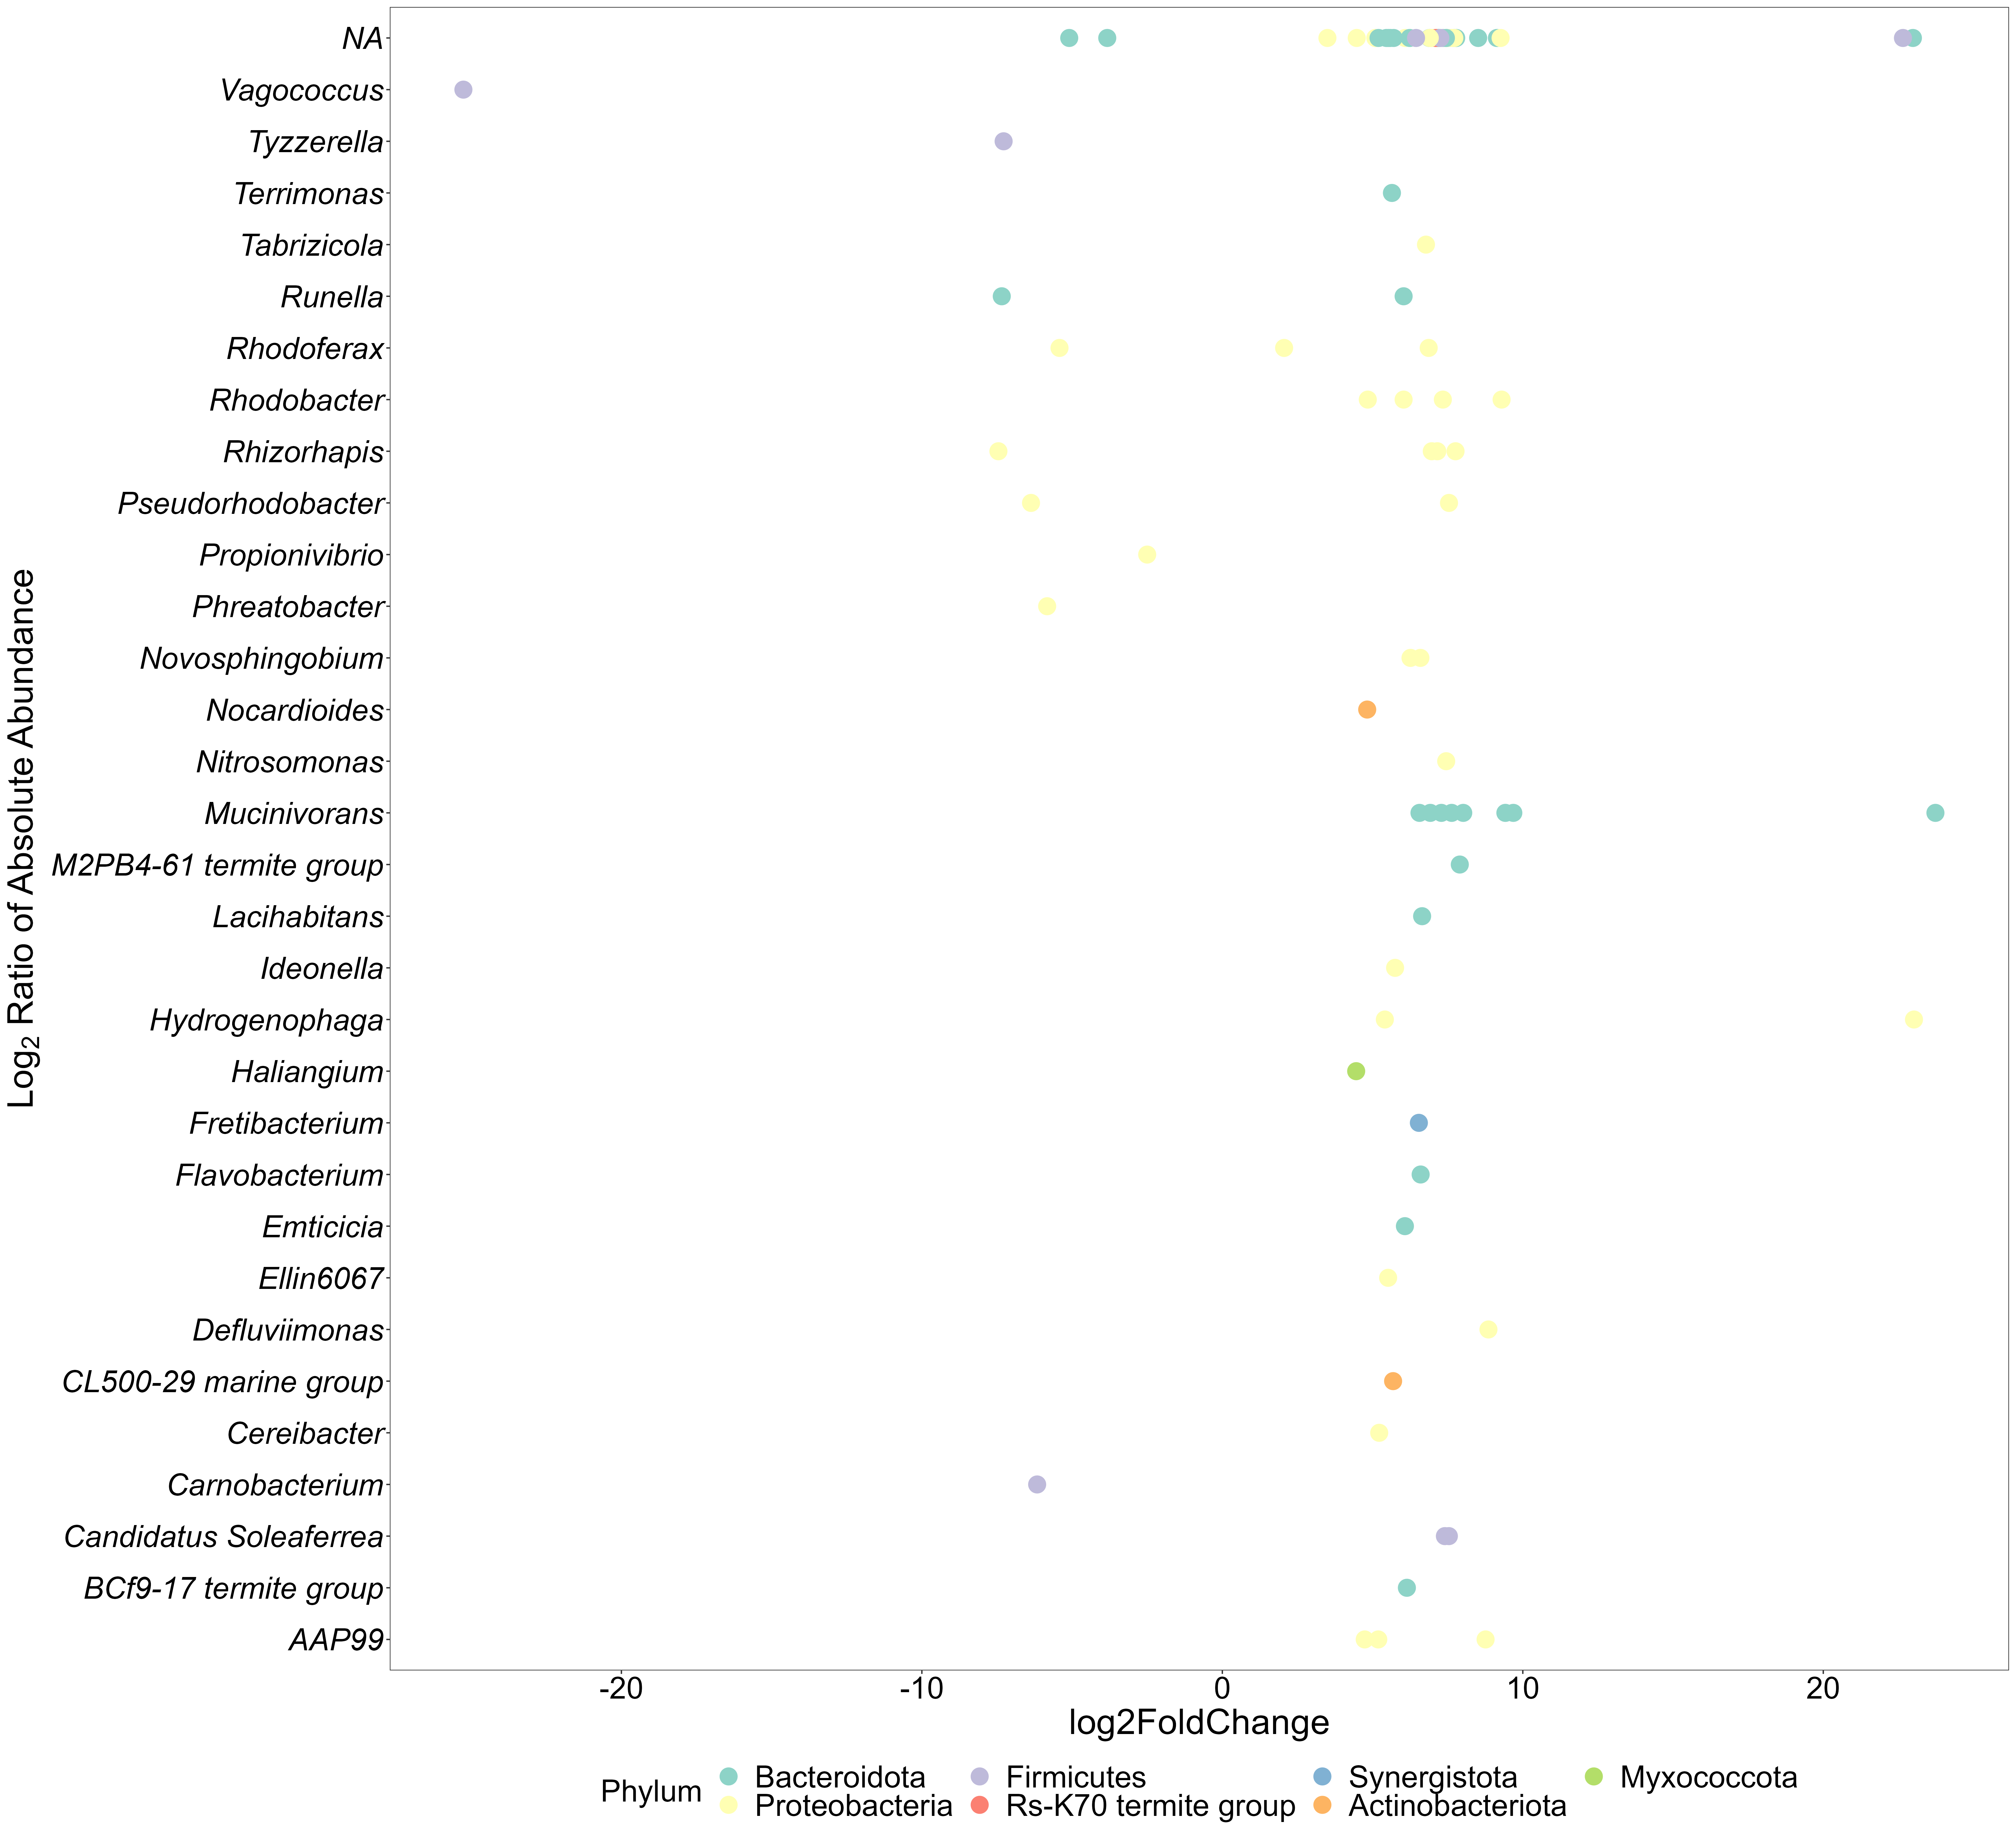 NA
Vagococcus
Tyzzerella
Terrimonas
Tabrizicola
Runella
Rhodoferax
Rhodobacter
Rhizorhapis
Pseudorhodobacter
Propionivibrio
Phreatobacter
Novosphingobium
Nocardioides
Nitrosomonas
Mucinivorans
M2PB4-61 termite group
Lacihabitans
Ideonella
Hydrogenophaga
Haliangium
Fretibacterium
Flavobacterium
Emticicia
Ellin6067
Defluviimonas
CL500-29 marine group
Cereibacter
Carnobacterium
Candidatus Soleaferrea
BCf9-17 termite group
AAP99
Log2 Ratio of Absolute Abundance
-20 -10 0 10 20
log2FoldChange
Phylum
Bacteroidota Firmicutes Synergistota Myxococcota
Proteobacteria Rs-K70 termite group Actinobacteriota